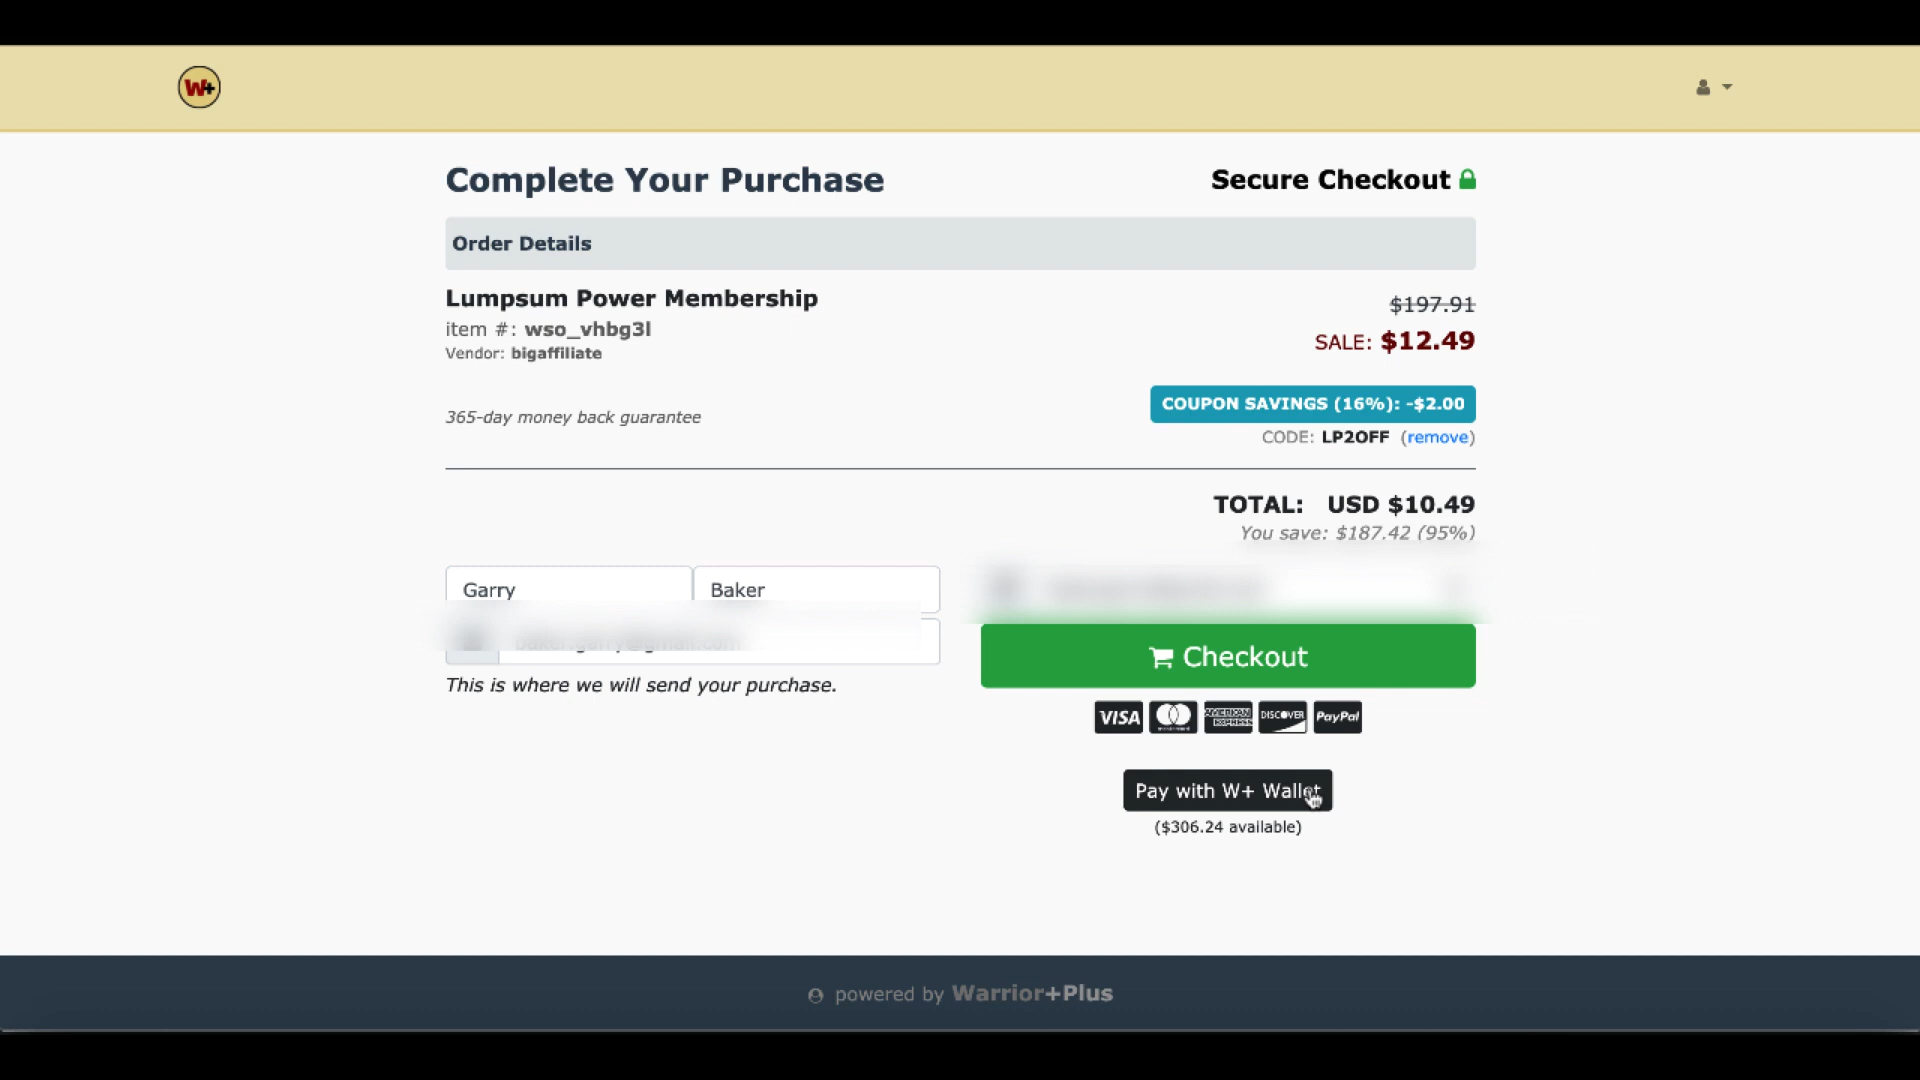 W+
Complete Your Purchase
Secure Checkout
Order Details
Lumpsum Power Membership
$197.91
item #: wso_vhbg3l
SALE: $12.49
Vendor: bigaffiliate
COUPON SAVINGS (16%): -$2.00
365-day money back guarantee
CODE: LP2OFF (remove)
TOTAL: USD $10.49
You save: $187.42 (95%)
Garry
Baker
Checkout
This is where we will send your purchase.
VISA
AMERICAN EXPRESS
DISCOVER
PayPal
Pay with W+ Wallet
($306.24 available)
powered by Warrior+Plus